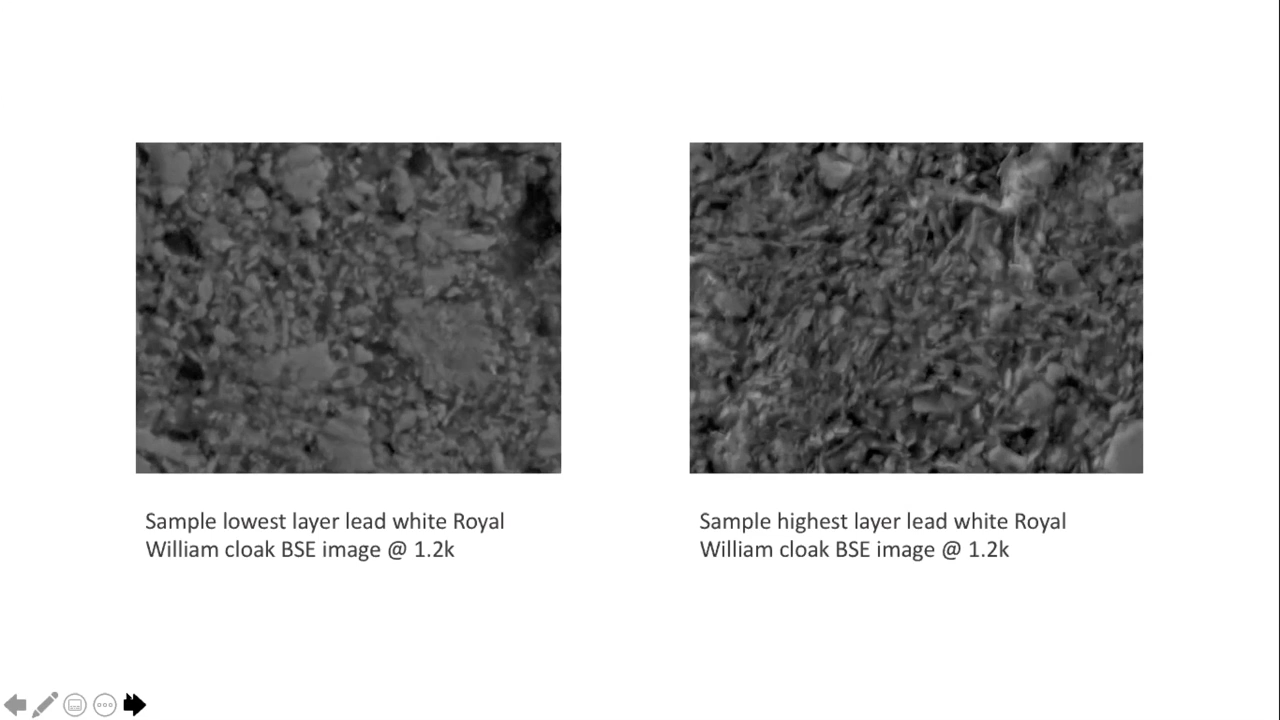 Sample lowest layer lead white Royal
William cloak BSE image @ 1.2k
Sample highest layer lead white Royal
William cloak BSE image @ 1.2k